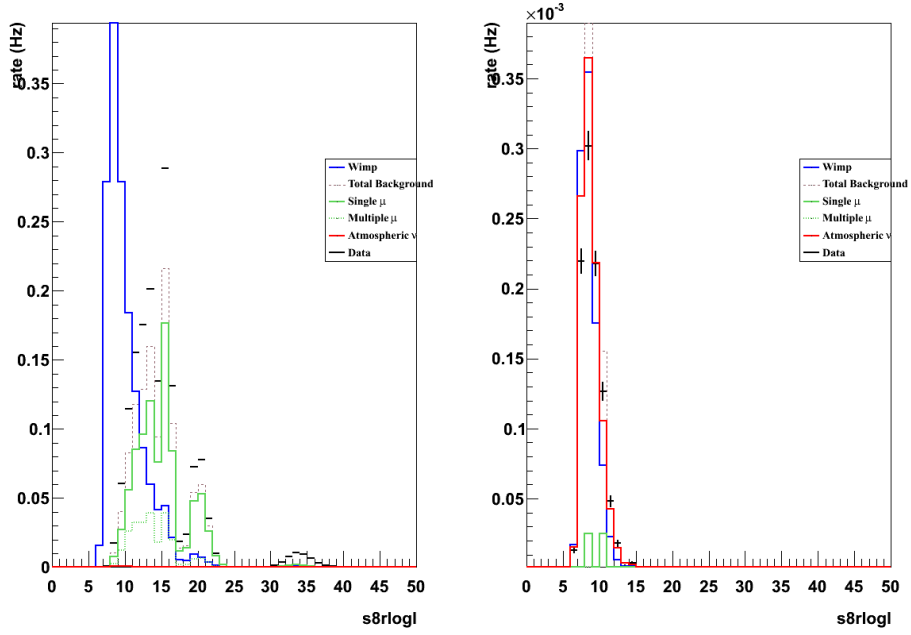 rate (Hz)
0.35
0.3
0.25
0.2
0.15
0.1
0.05
0
0 5 10 15 20 25 30 35 40 45 50
s8rlogl
Wimp
Total Background
Single μ
Multiple μ
Atmospheric ν
Data
×10⁻³
rate (Hz)
0.35
0.3
0.25
0.2
0.15
0.1
0.05
0
0 5 10 15 20 25 30 35 40 45 50
s8rlogl
Wimp
Total Background
Single μ
Multiple μ
Atmospheric ν
Data